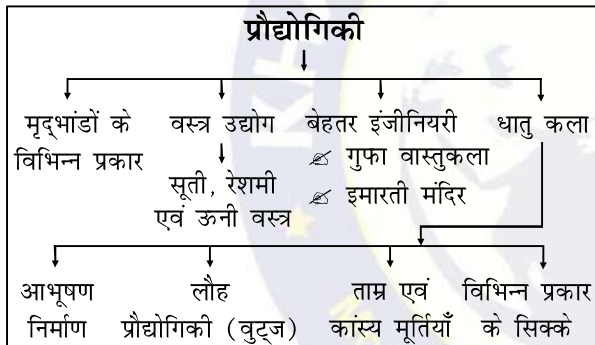 प्रौद्योगिकी
मृद्भांडों के वस्त्र उद्योग बेहतर इंजीनियरी धातु कला
विभिन्न प्रकार गुफा वास्तुकला
सूती, रेशमी इमारती मंदिर
एवं ऊनी वस्त्र
आभूषण लौह ताम्र एवं विभिन्न प्रकार
निर्माण प्रौद्योगिकी (वुट्ज) कांस्य मूर्तियाँ के सिक्के